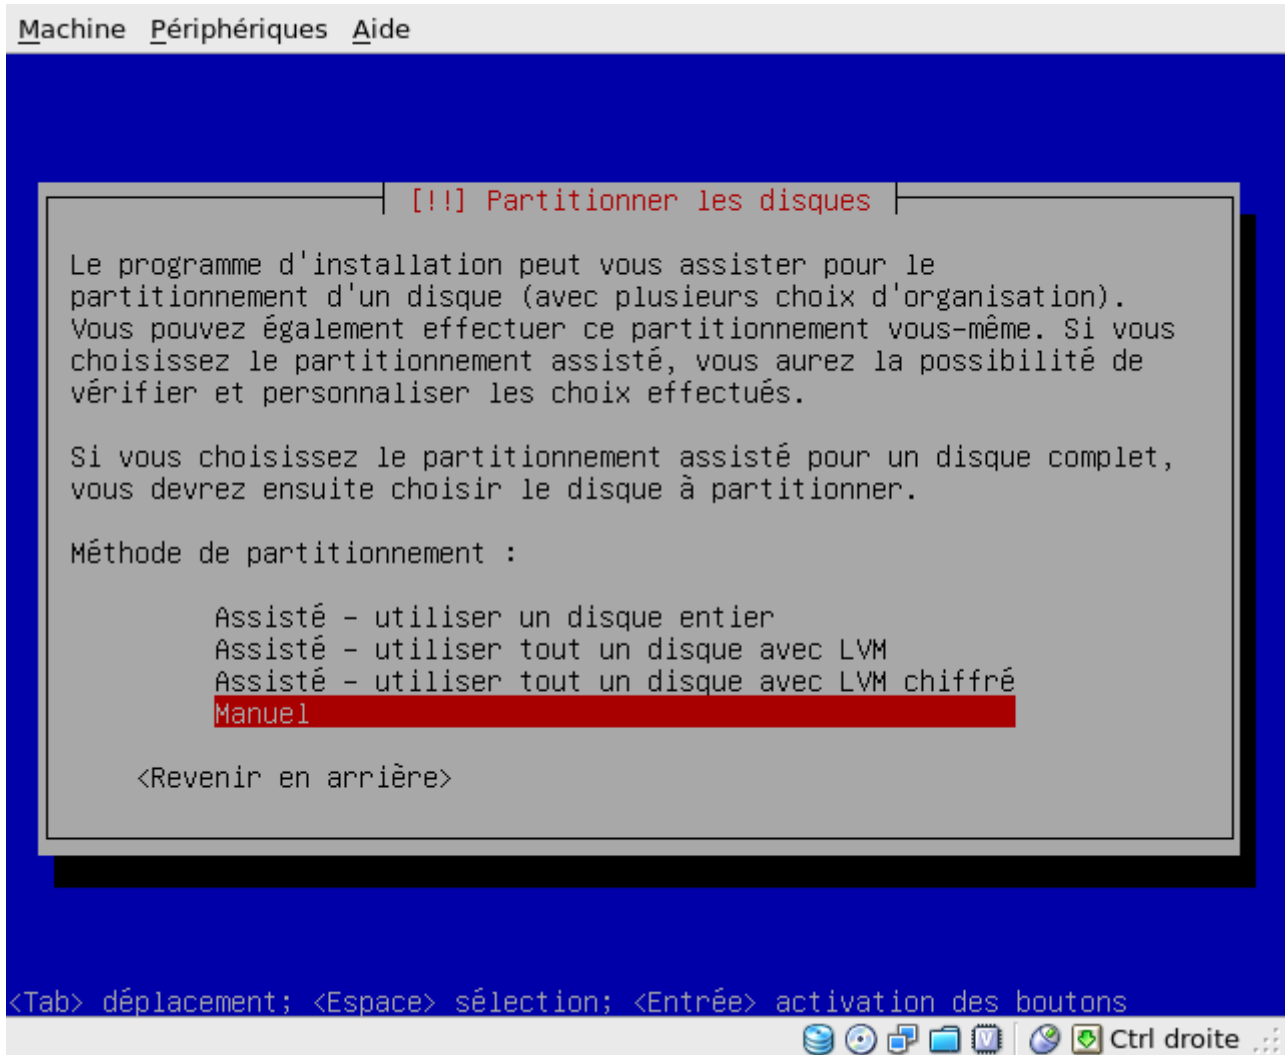 Machine Périphériques Aide
[!!] Partitionner les disques
Le programme d'installation peut vous assister pour le
partitionnement d'un disque (avec plusieurs choix d'organisation).
Vous pouvez également effectuer ce partitionnement vous-même. Si vous
choisissez le partitionnement assisté, vous aurez la possibilité de
vérifier et personnaliser les choix effectués.
Si vous choisissez le partitionnement assisté pour un disque complet,
vous devrez ensuite choisir le disque à partitionner.
Méthode de partitionnement :
Assisté - utiliser un disque entier
Assisté - utiliser tout un disque avec LVM
Assisté - utiliser tout un disque avec LVM chiffré
Manuel
<Revenir en arrière>
<Tab> déplacement; <Espace> sélection; <Entrée> activation des boutons
Ctrl droite